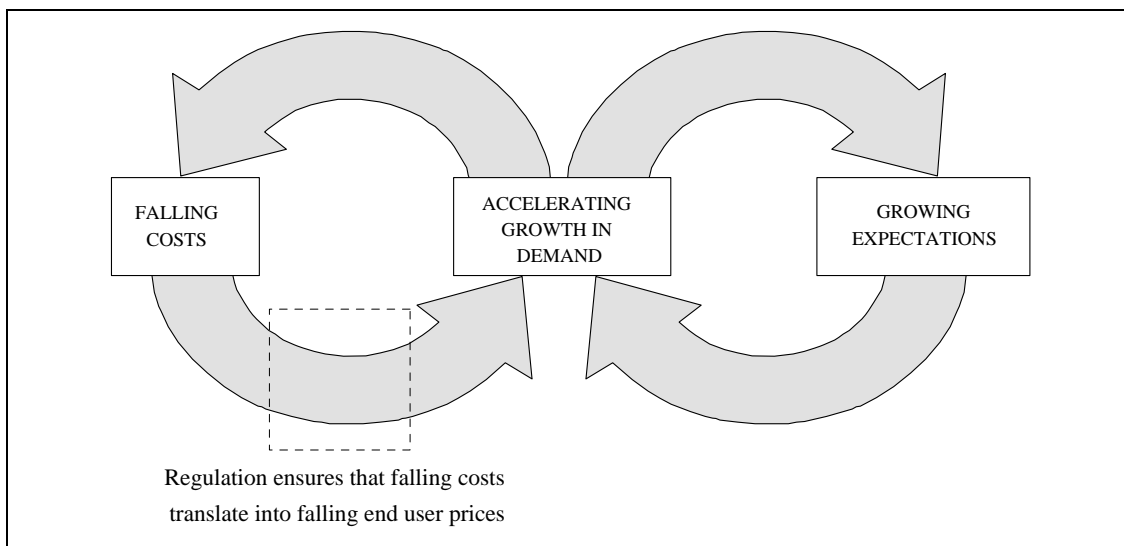 FALLING
COSTS
ACCELERATING
GROWTH IN
DEMAND
GROWING
EXPECTATIONS
Regulation ensures that falling costs
translate into falling end user prices